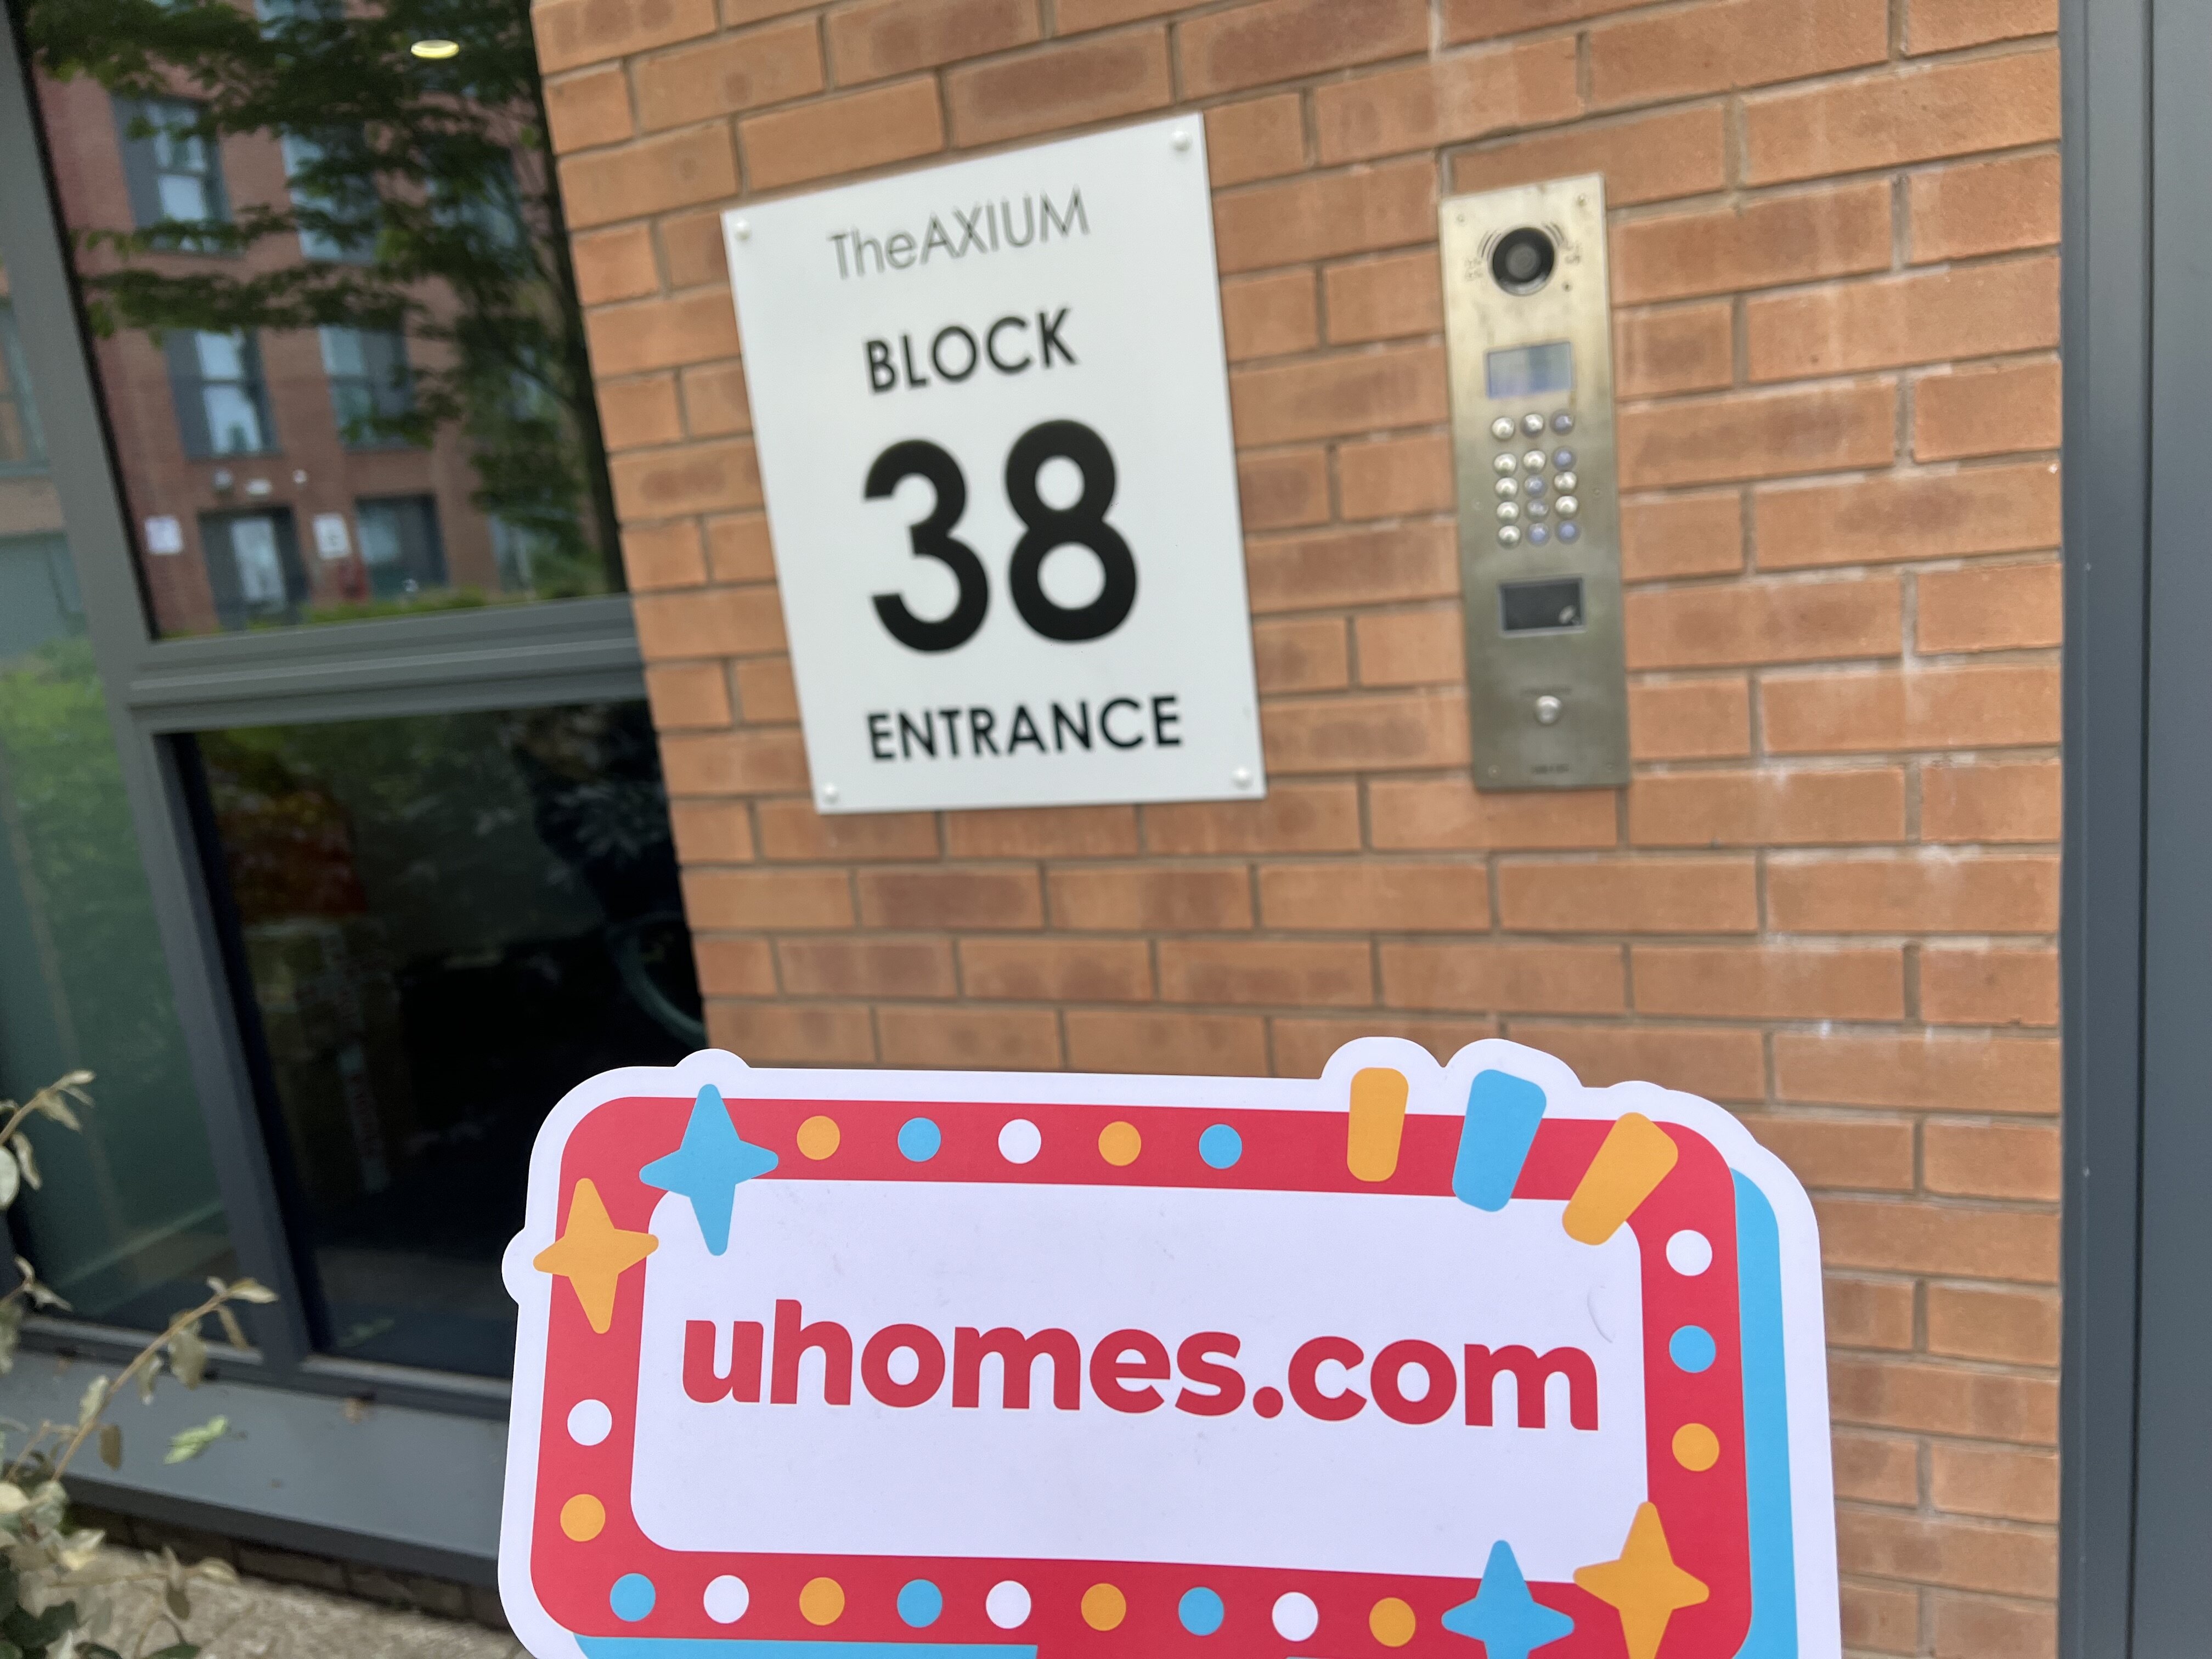 TheAXIUM
BLOCK
38
ENTRANCE
uhomes.com